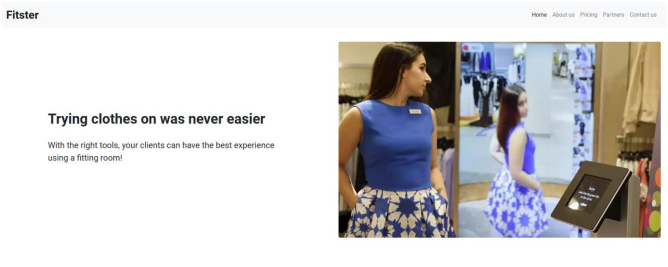 Fitster
Home About us Pricing Partners Contact us
Trying clothes on was never easier
With the right tools, your clients can have the best experience
using a fitting room!